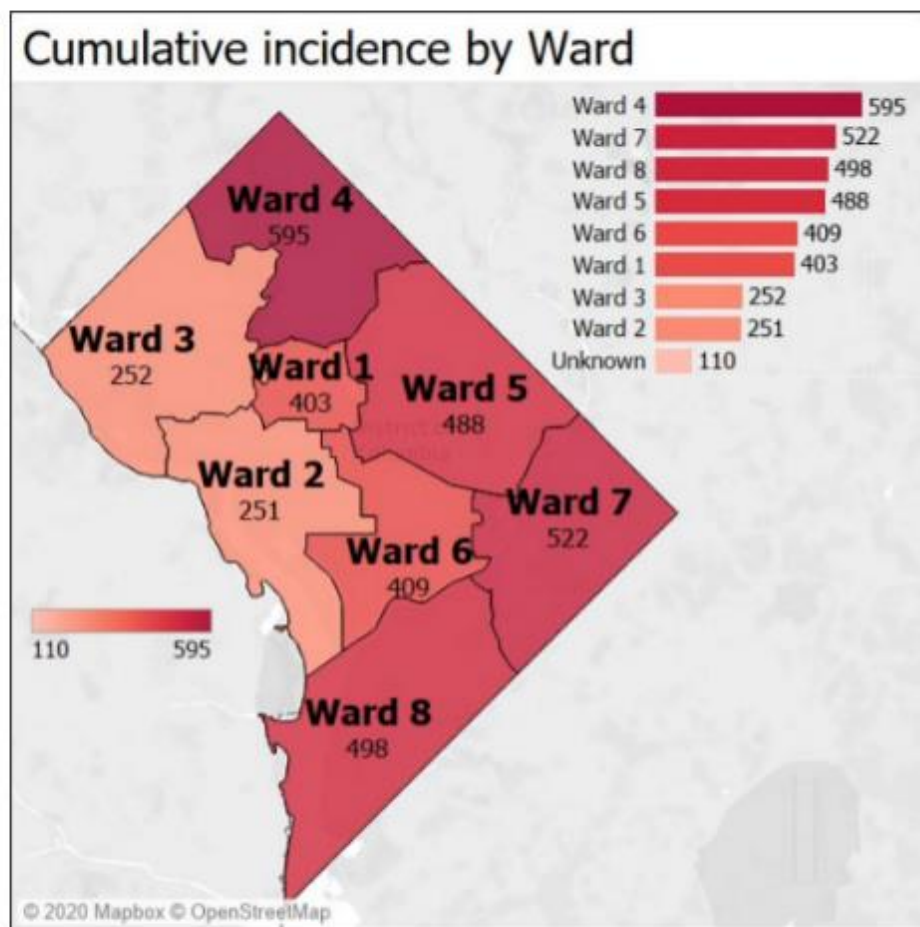 Cumulative incidence by Ward
Ward 4 595
Ward 7 522
Ward 8 498
Ward 5 488
Ward 6 409
Ward 1 403
Ward 3 252
Ward 2 251
Unknown 110
Ward 4
595
Ward 3
252
Ward 1
403
Ward 5
488
Ward 2
251
Ward 7
522
Ward 6
409
110 595
Ward 8
498
© 2020 Mapbox © OpenStreetMap